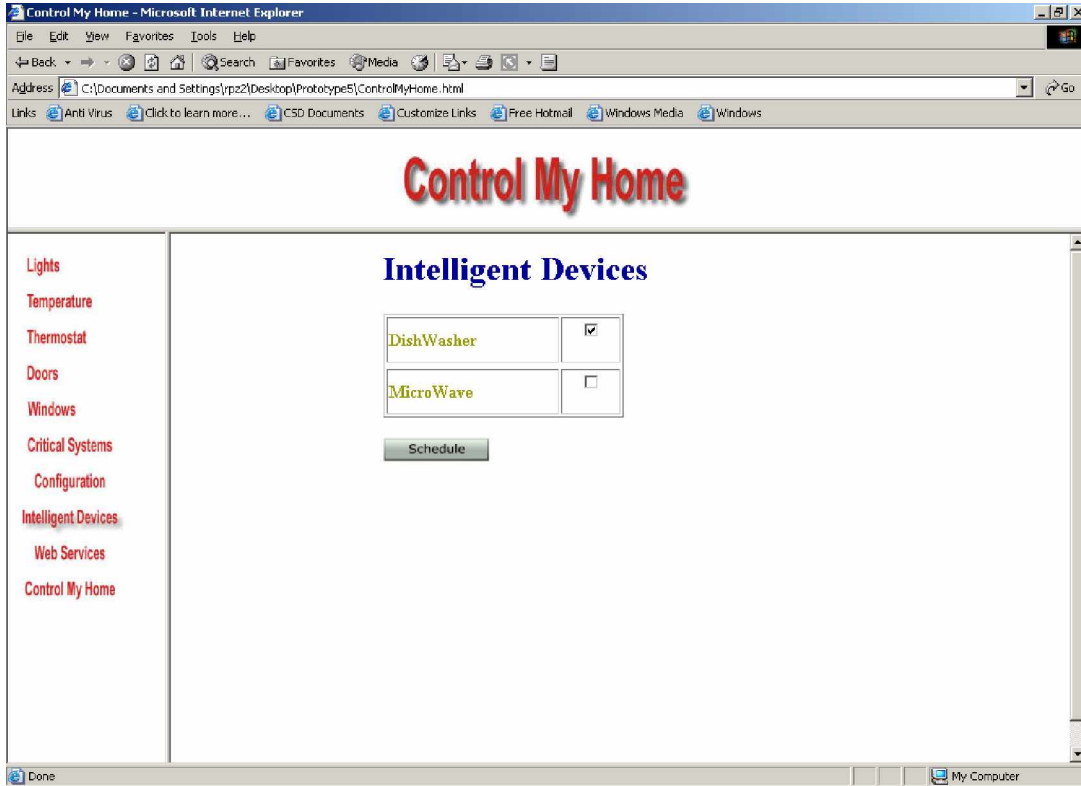 Control My Home - Microsoft Internet Explorer
File Edit View Favorites Tools Help
Back Search Favorites Media
Address C:\Documents and Settings\rpz2\Desktop\Prototype5\ControlMyHome.html Go
Links Anti Virus Click to learn more... CSD Documents Customize Links Free Hotmail Windows Media Windows
Control My Home
Lights
Temperature
Thermostat
Doors
Windows
Critical Systems
Configuration
Intelligent Devices
Web Services
Control My Home
Intelligent Devices
DishWasher
MicroWave
Schedule
Done My Computer